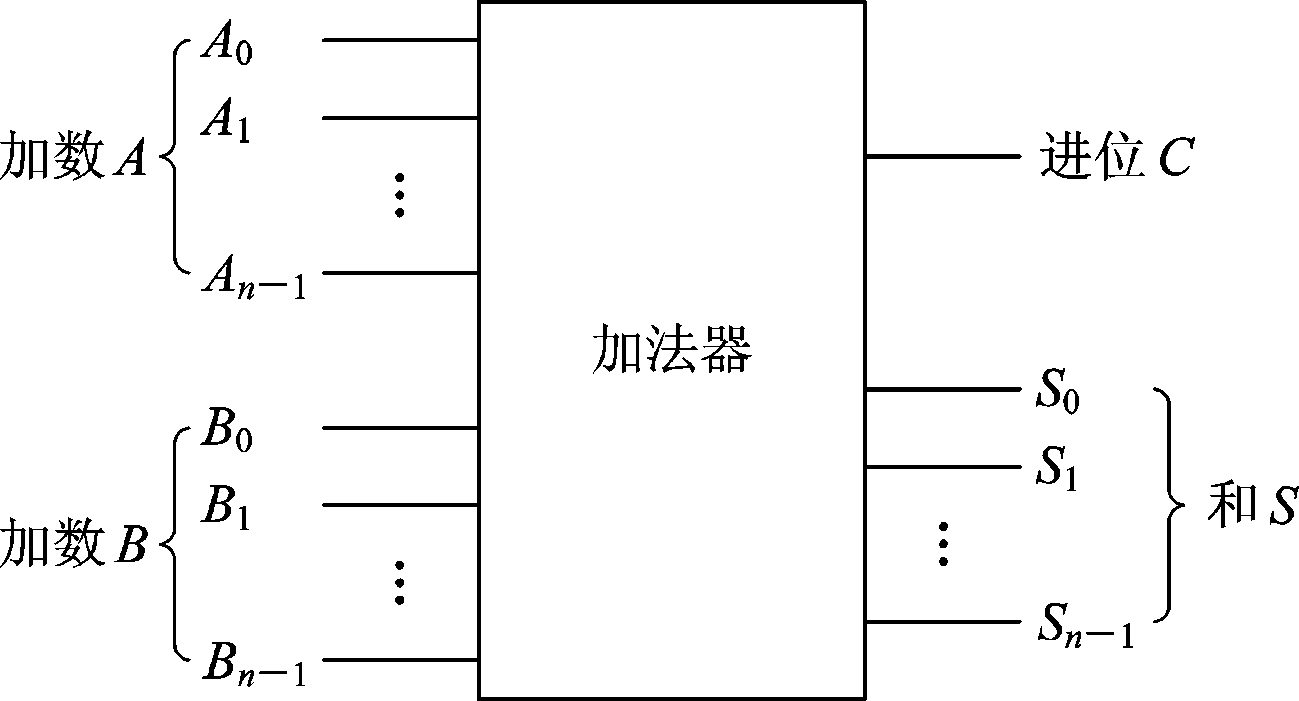 加数 A
A₀
A₁
⋮
Aₙ₋₁
加数 B
B₀
B₁
⋮
Bₙ₋₁
加法器
进位 C
S₀
S₁
⋮
Sₙ₋₁
和 S